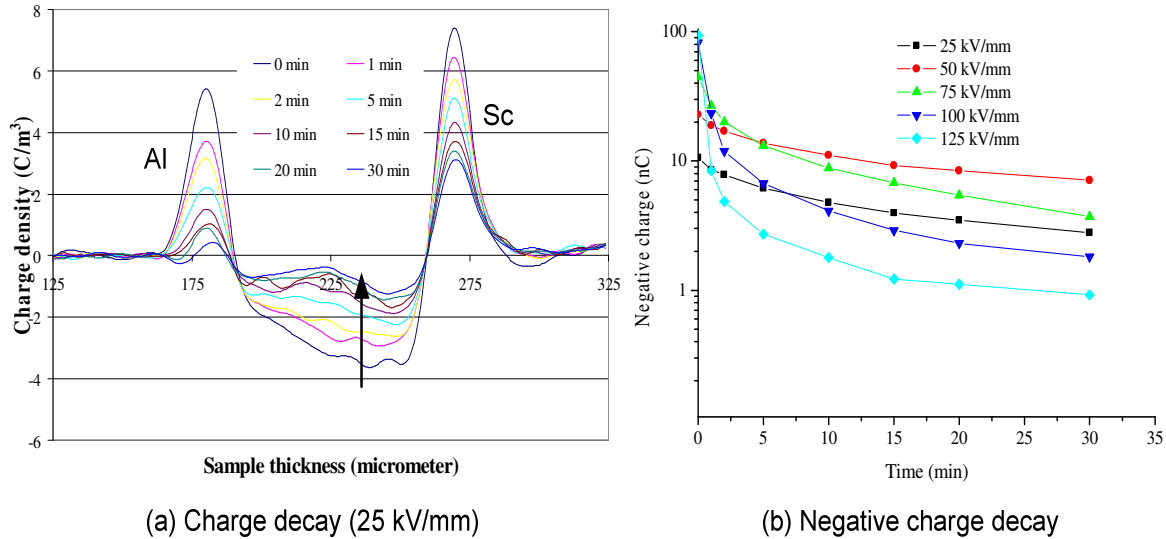 8
6
4
2
0
-2
-4
-6
125
175
225
275
325
Charge density (C/m³)
Sample thickness (micrometer)
0 min
1 min
2 min
5 min
10 min
15 min
20 min
30 min
Al
Sc
(a) Charge decay (25 kV/mm)
100
10
1
0
5
10
15
20
25
30
35
Negative charge (nC)
Time (min)
25 kV/mm
50 kV/mm
75 kV/mm
100 kV/mm
125 kV/mm
(b) Negative charge decay